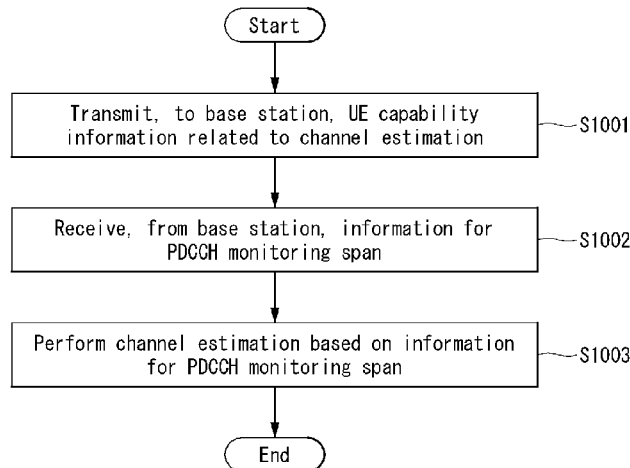 Start
Transmit, to base station, UE capability
information related to channel estimation
S1001
Receive, from base station, information for
PDCCH monitoring span
S1002
Perform channel estimation based on information
for PDCCH monitoring span
S1003
End